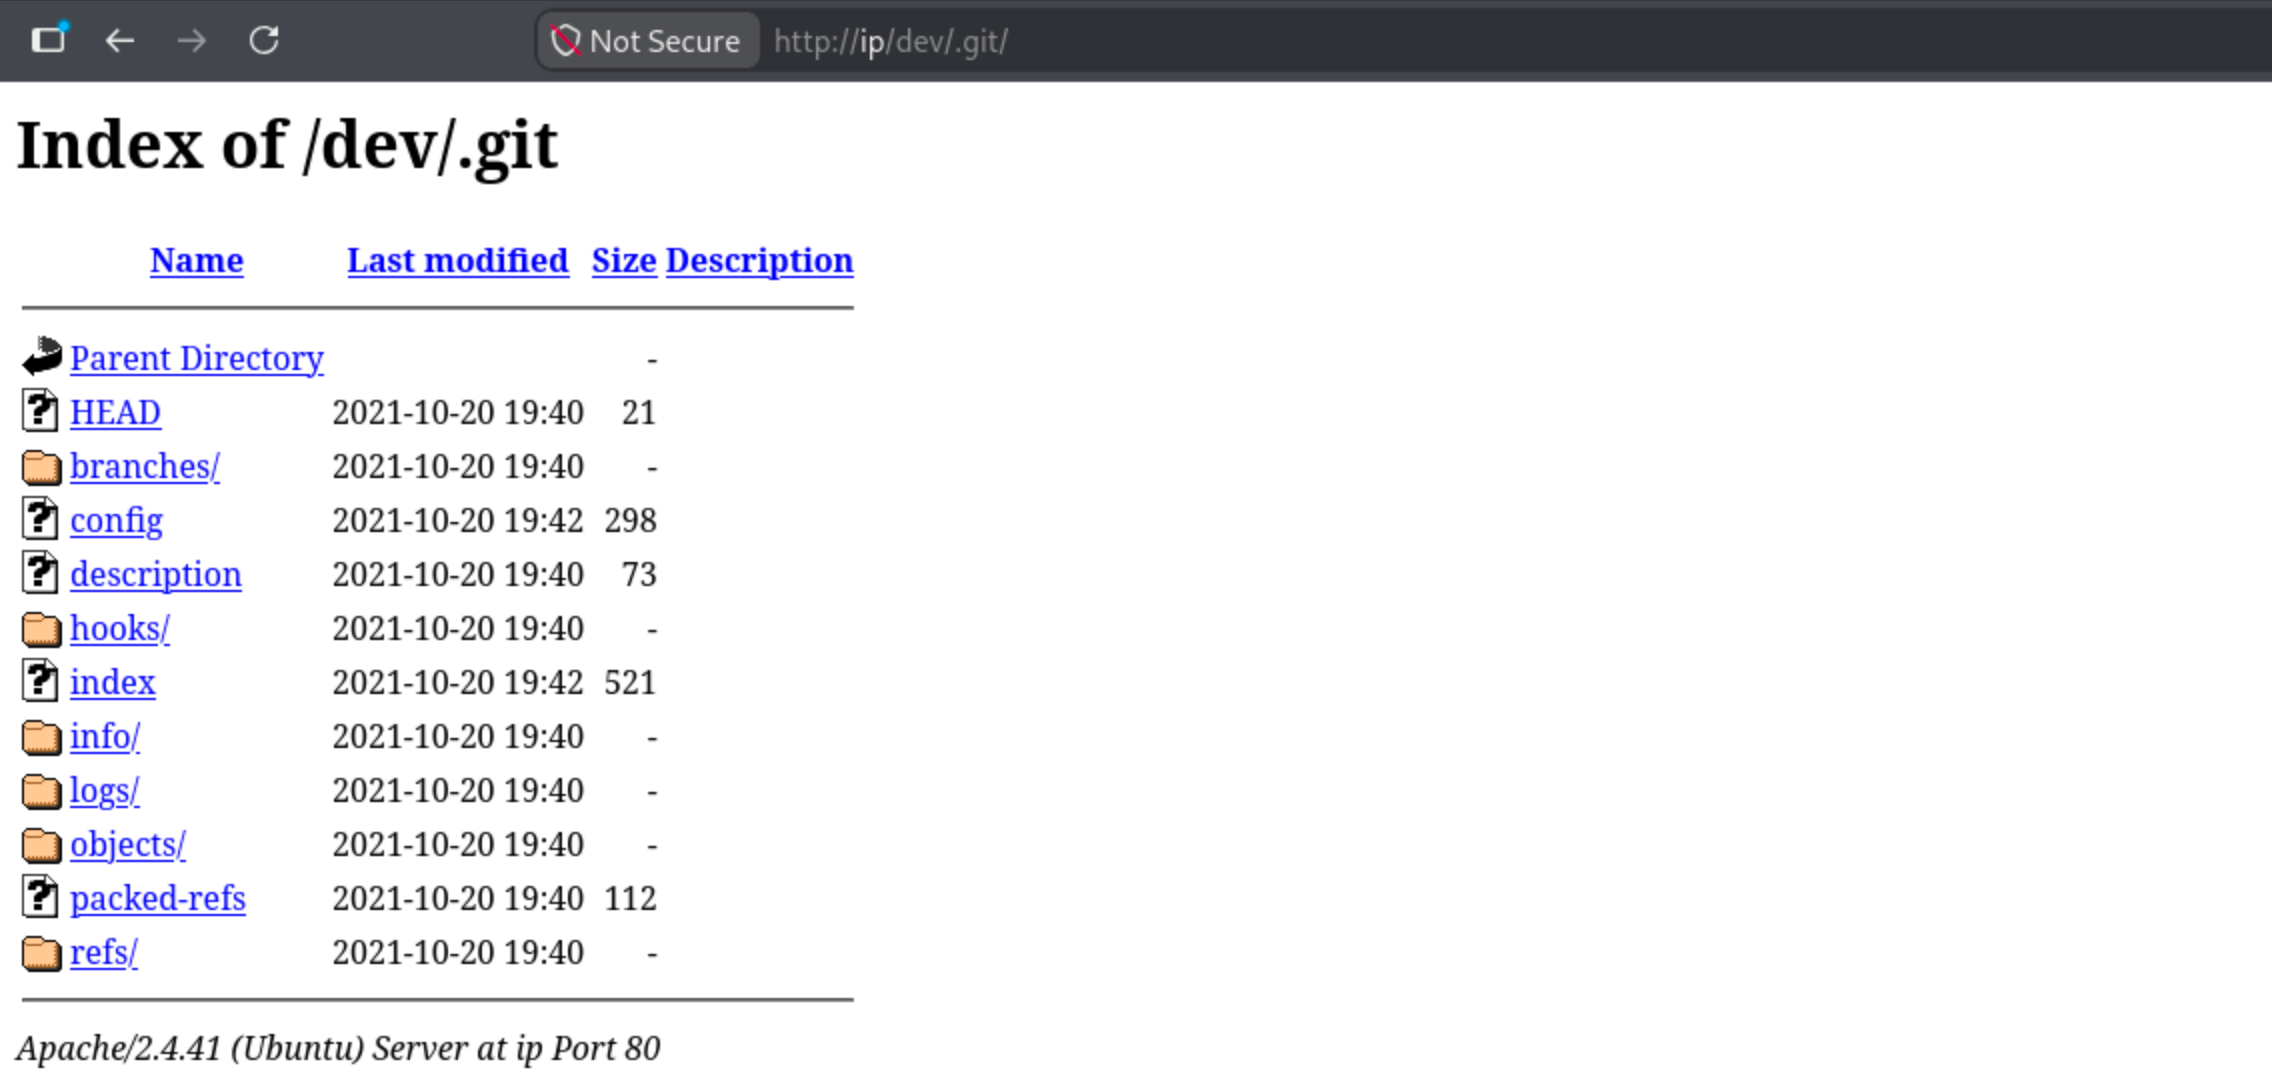 Not Secure http://ip/dev/.git/
Index of /dev/.git
Name Last modified Size Description
Parent Directory -
HEAD 2021-10-20 19:40 21
branches/ 2021-10-20 19:40 -
config 2021-10-20 19:42 298
description 2021-10-20 19:40 73
hooks/ 2021-10-20 19:40 -
index 2021-10-20 19:42 521
info/ 2021-10-20 19:40 -
logs/ 2021-10-20 19:40 -
objects/ 2021-10-20 19:40 -
packed-refs 2021-10-20 19:40 112
refs/ 2021-10-20 19:40 -
Apache/2.4.41 (Ubuntu) Server at ip Port 80